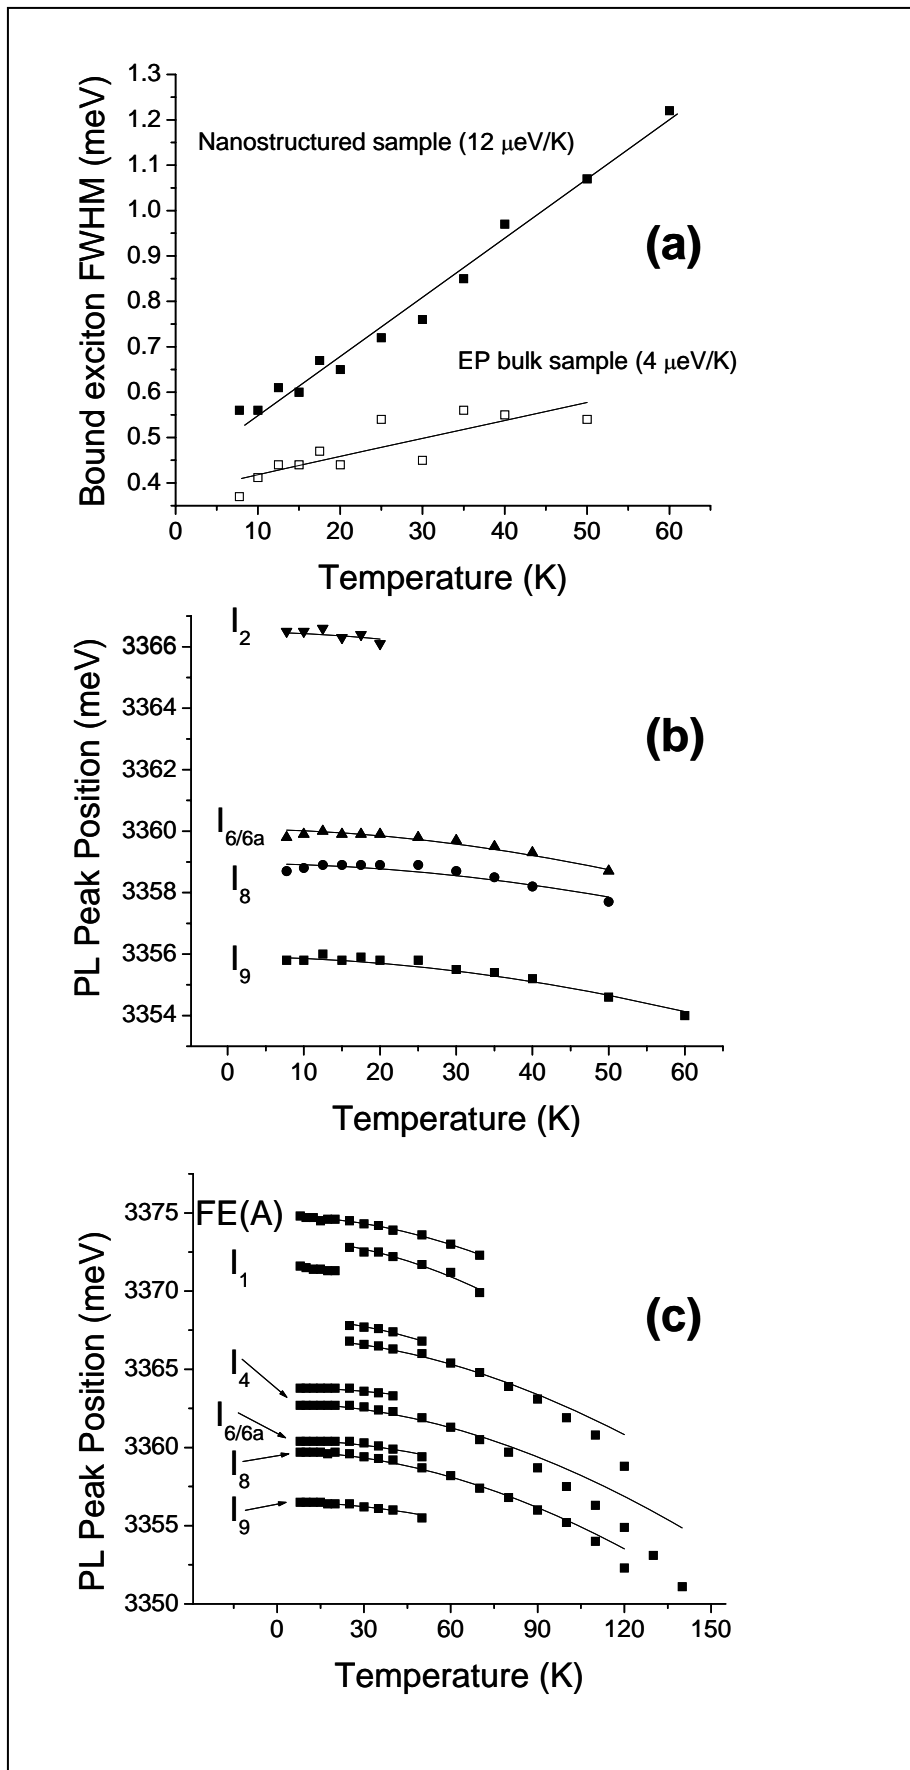 1.3
1.2
1.1
1.0
0.9
0.8
0.7
0.6
0.5
0.4
Bound exciton FWHM (meV)
Nanostructured sample (12 μeV/K)
(a)
EP bulk sample (4 μeV/K)
0 10 20 30 40 50 60
Temperature (K)
I2
3366
3364
3362
3360
3358
3356
3354
PL Peak Position (meV)
(b)
I6/6a
I8
I9
0 10 20 30 40 50 60
Temperature (K)
3375
3370
3365
3360
3355
3350
PL Peak Position (meV)
FE(A)
I1
(c)
I4
I6/6a
I8
I9
0 30 60 90 120 150
Temperature (K)